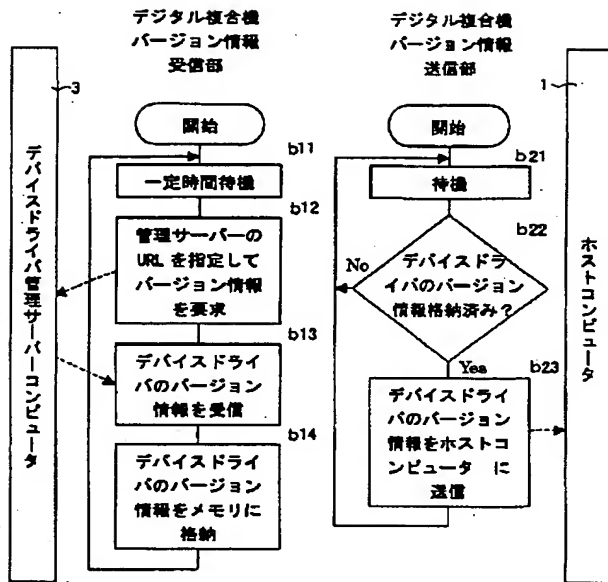 デジタル複合機
バージョン情報
受信部
デジタル複合機
バージョン情報
送信部
3
デバイスドライバ管理サーバーコンピュータ
開始
b11
一定時間待機
b12
管理サーバーの
URLを指定して
バージョン情報
を要求
b13
デバイスドライ
バのバージョン
情報を受信
b14
デバイスドライ
バのバージョン
情報をメモリに
格納
開始
b21
待機
b22
No
デバイスドラ
イバのバージョン
情報格納済み?
Yes
b23
デバイスドライ
バのバージョン
情報をホストコ
ンピュータ に
送信
1
ホストコンピュータ